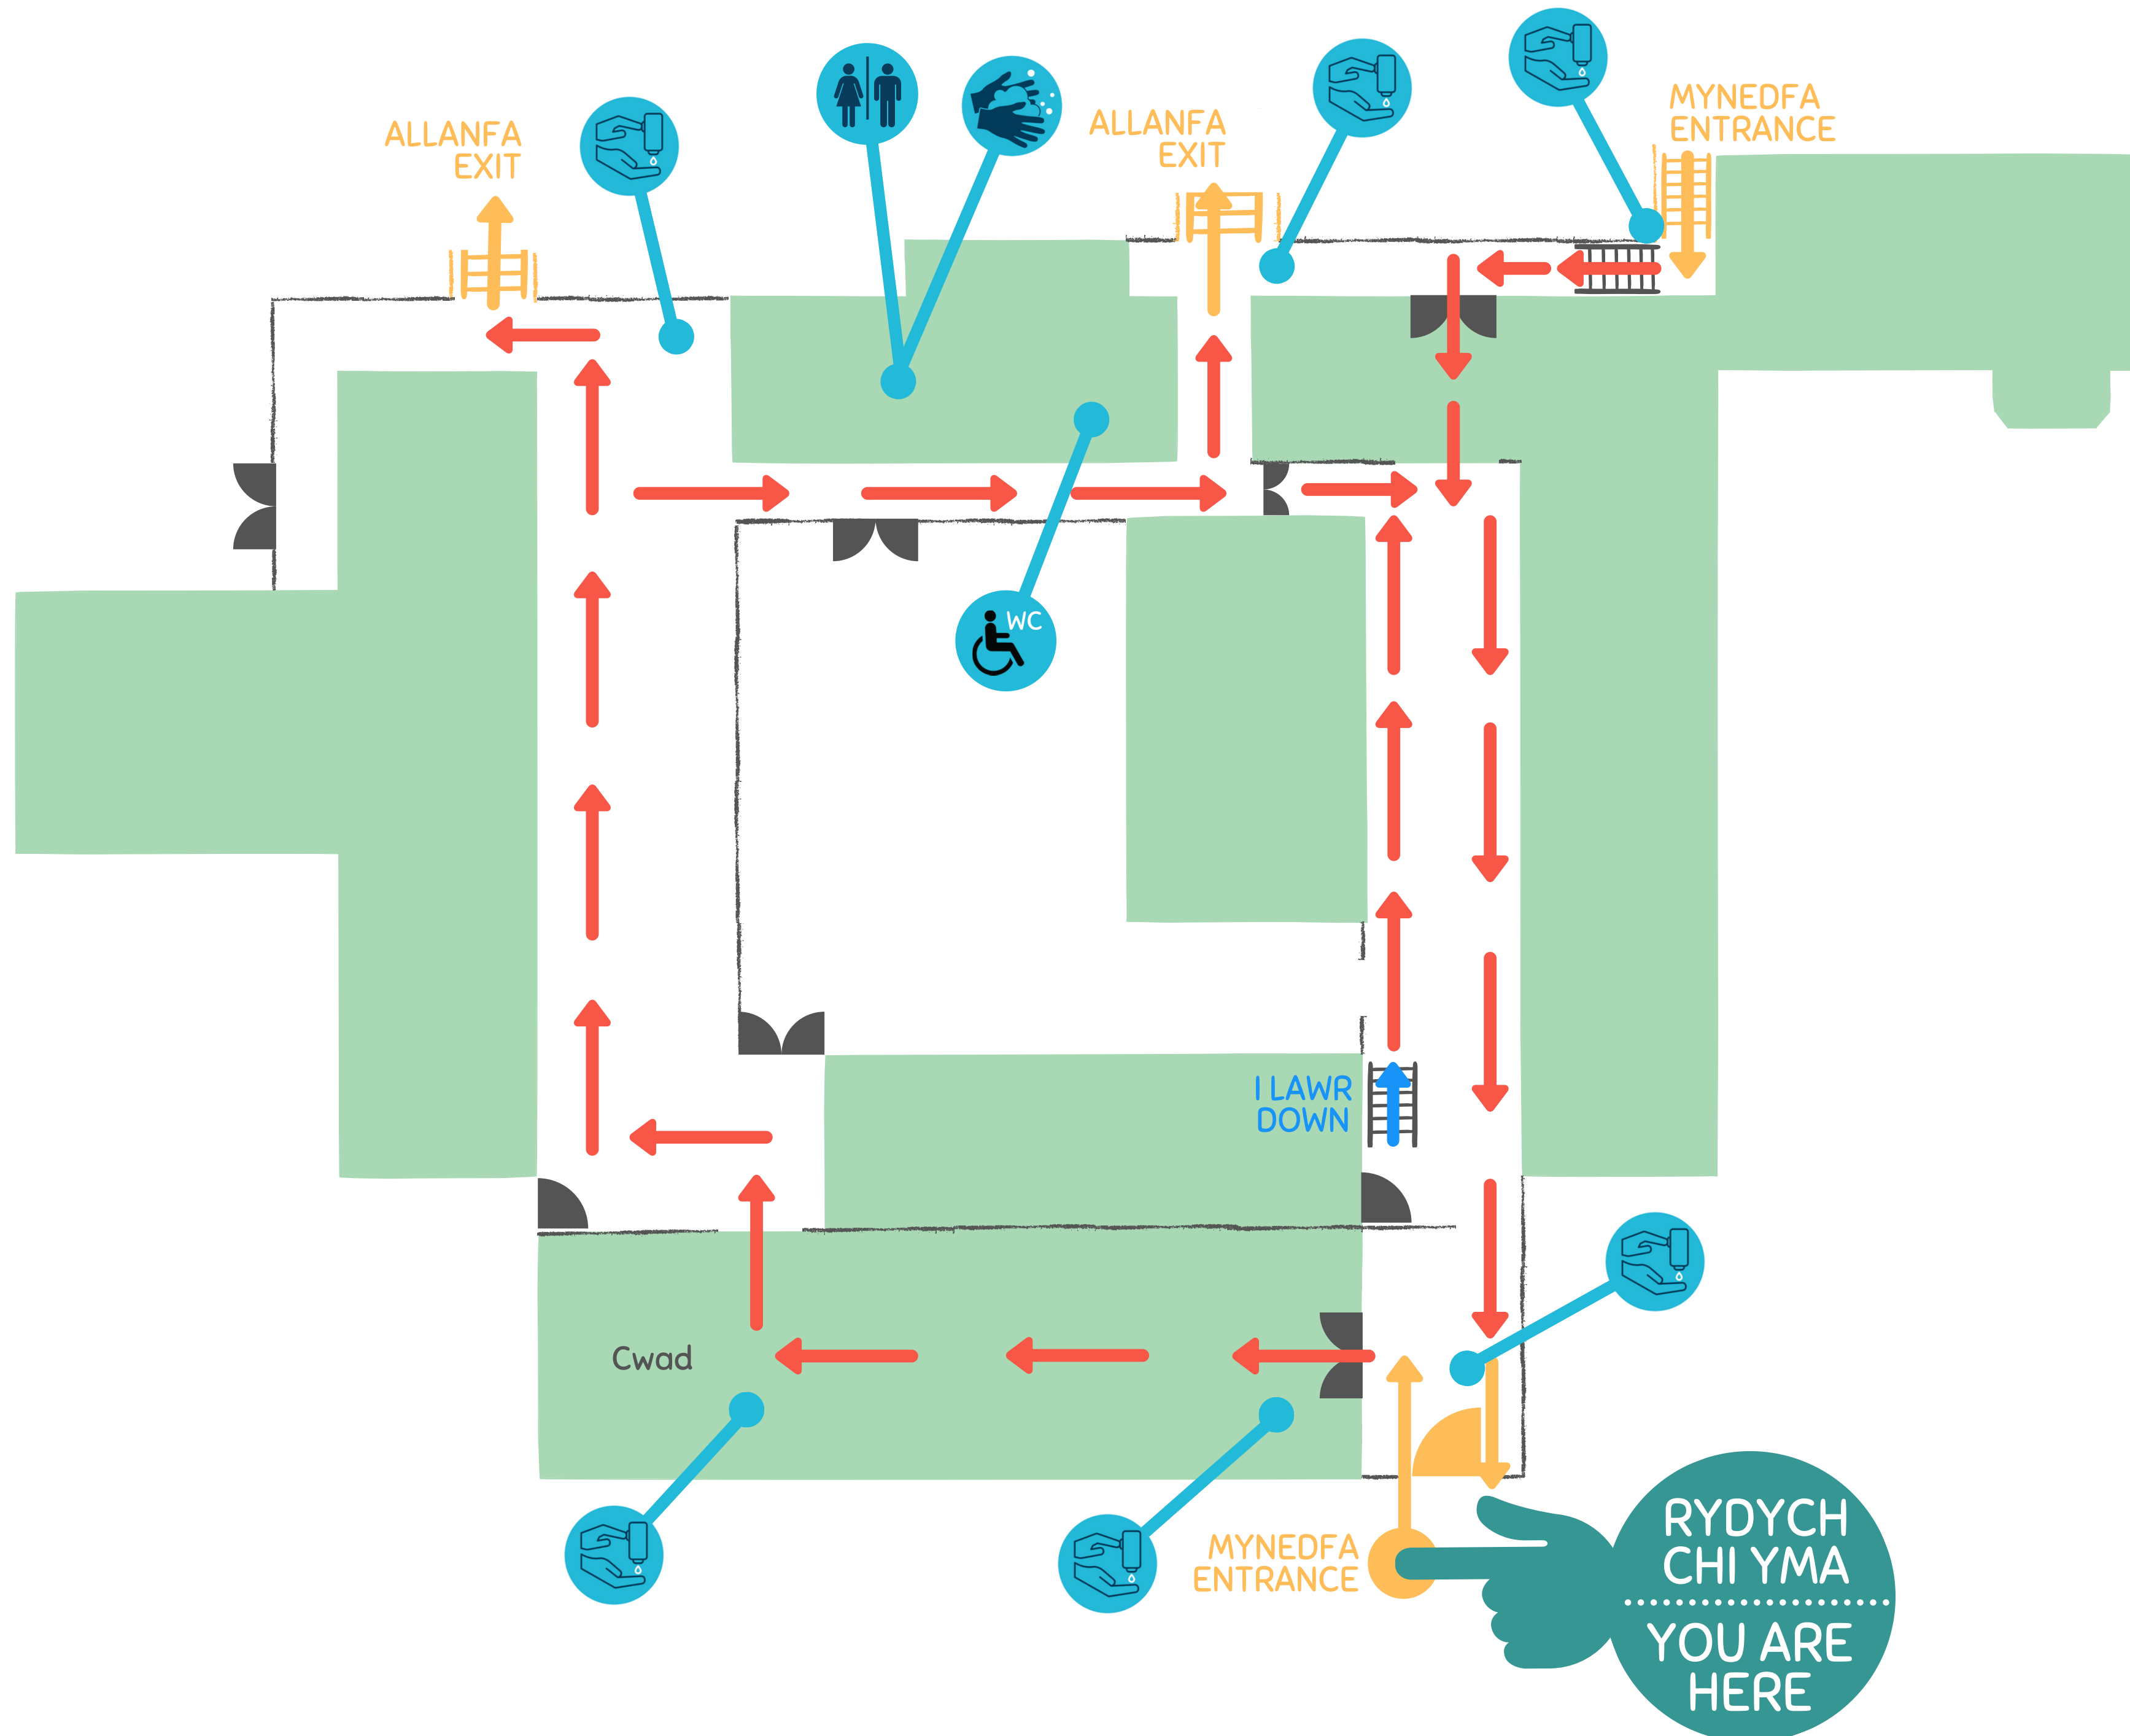 ALLANFA
EXIT
ALLANFA
EXIT
MYNEDFA
ENTRANCE
WC
I LAWR
DOWN
Cwad
MYNEDFA
ENTRANCE
RYDYCH
CHI YMA
YOU ARE
HERE